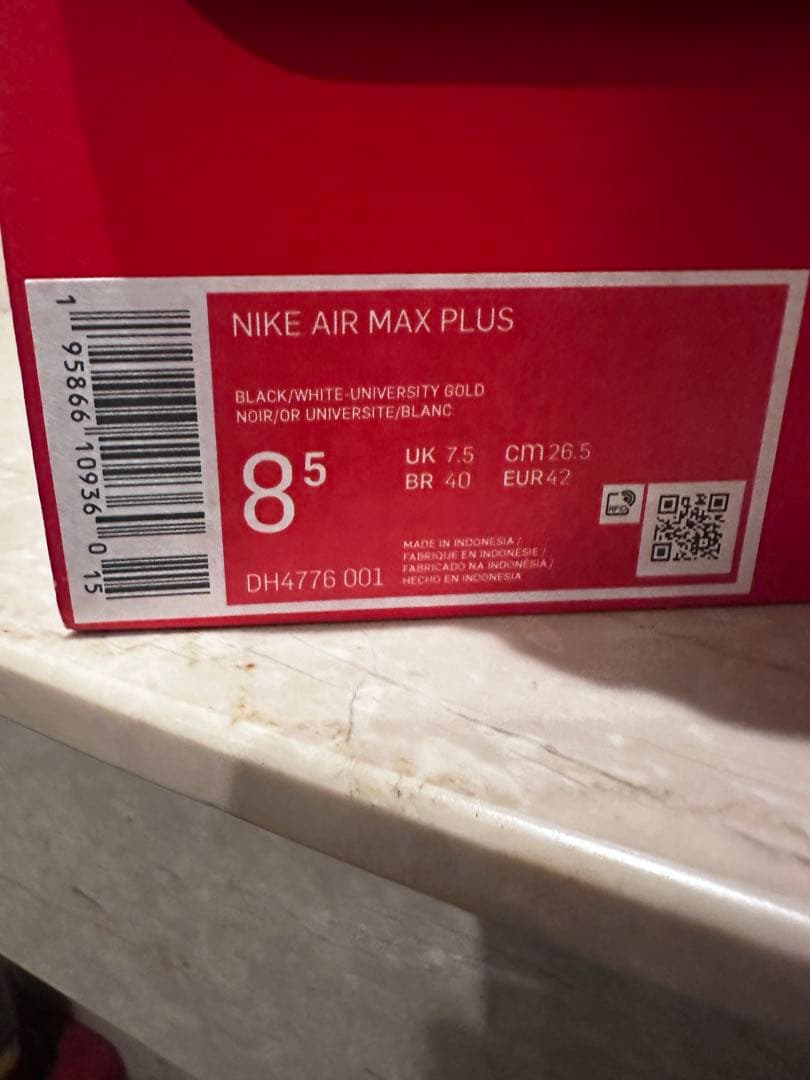 NIKE AIR MAX PLUS
BLACK/WHITE-UNIVERSITY GOLD
NOIR/OR UNIVERSITE/BLANC
8⁵
UK 7.5 cm 26.5
BR 40 EUR 42
DH4776 001
MADE IN INDONESIA /
FABRIQUE EN INDONESIE /
FABRICADO NA INDONÉSIA /
HECHO EN INDONESIA
RFID
1 95866 10936 0 15